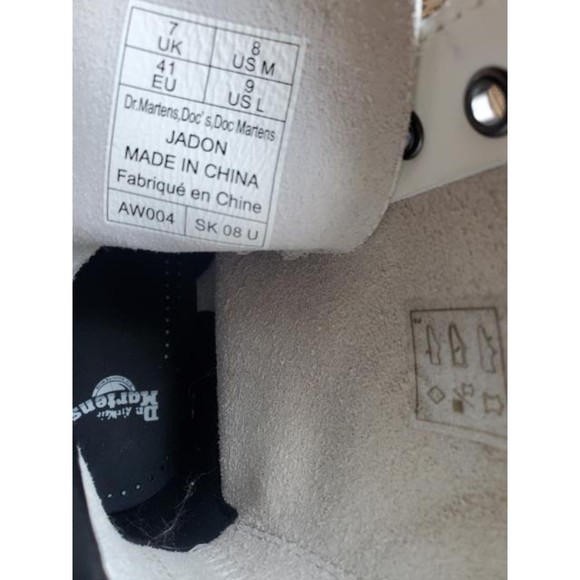 7 UK 8 US M
41 EU 9 US L
Dr.Martens,Doc's,Doc Martens
JADON
MADE IN CHINA
Fabriqué en Chine
AW004 SK 08 U
Dr. AirWair
Martens